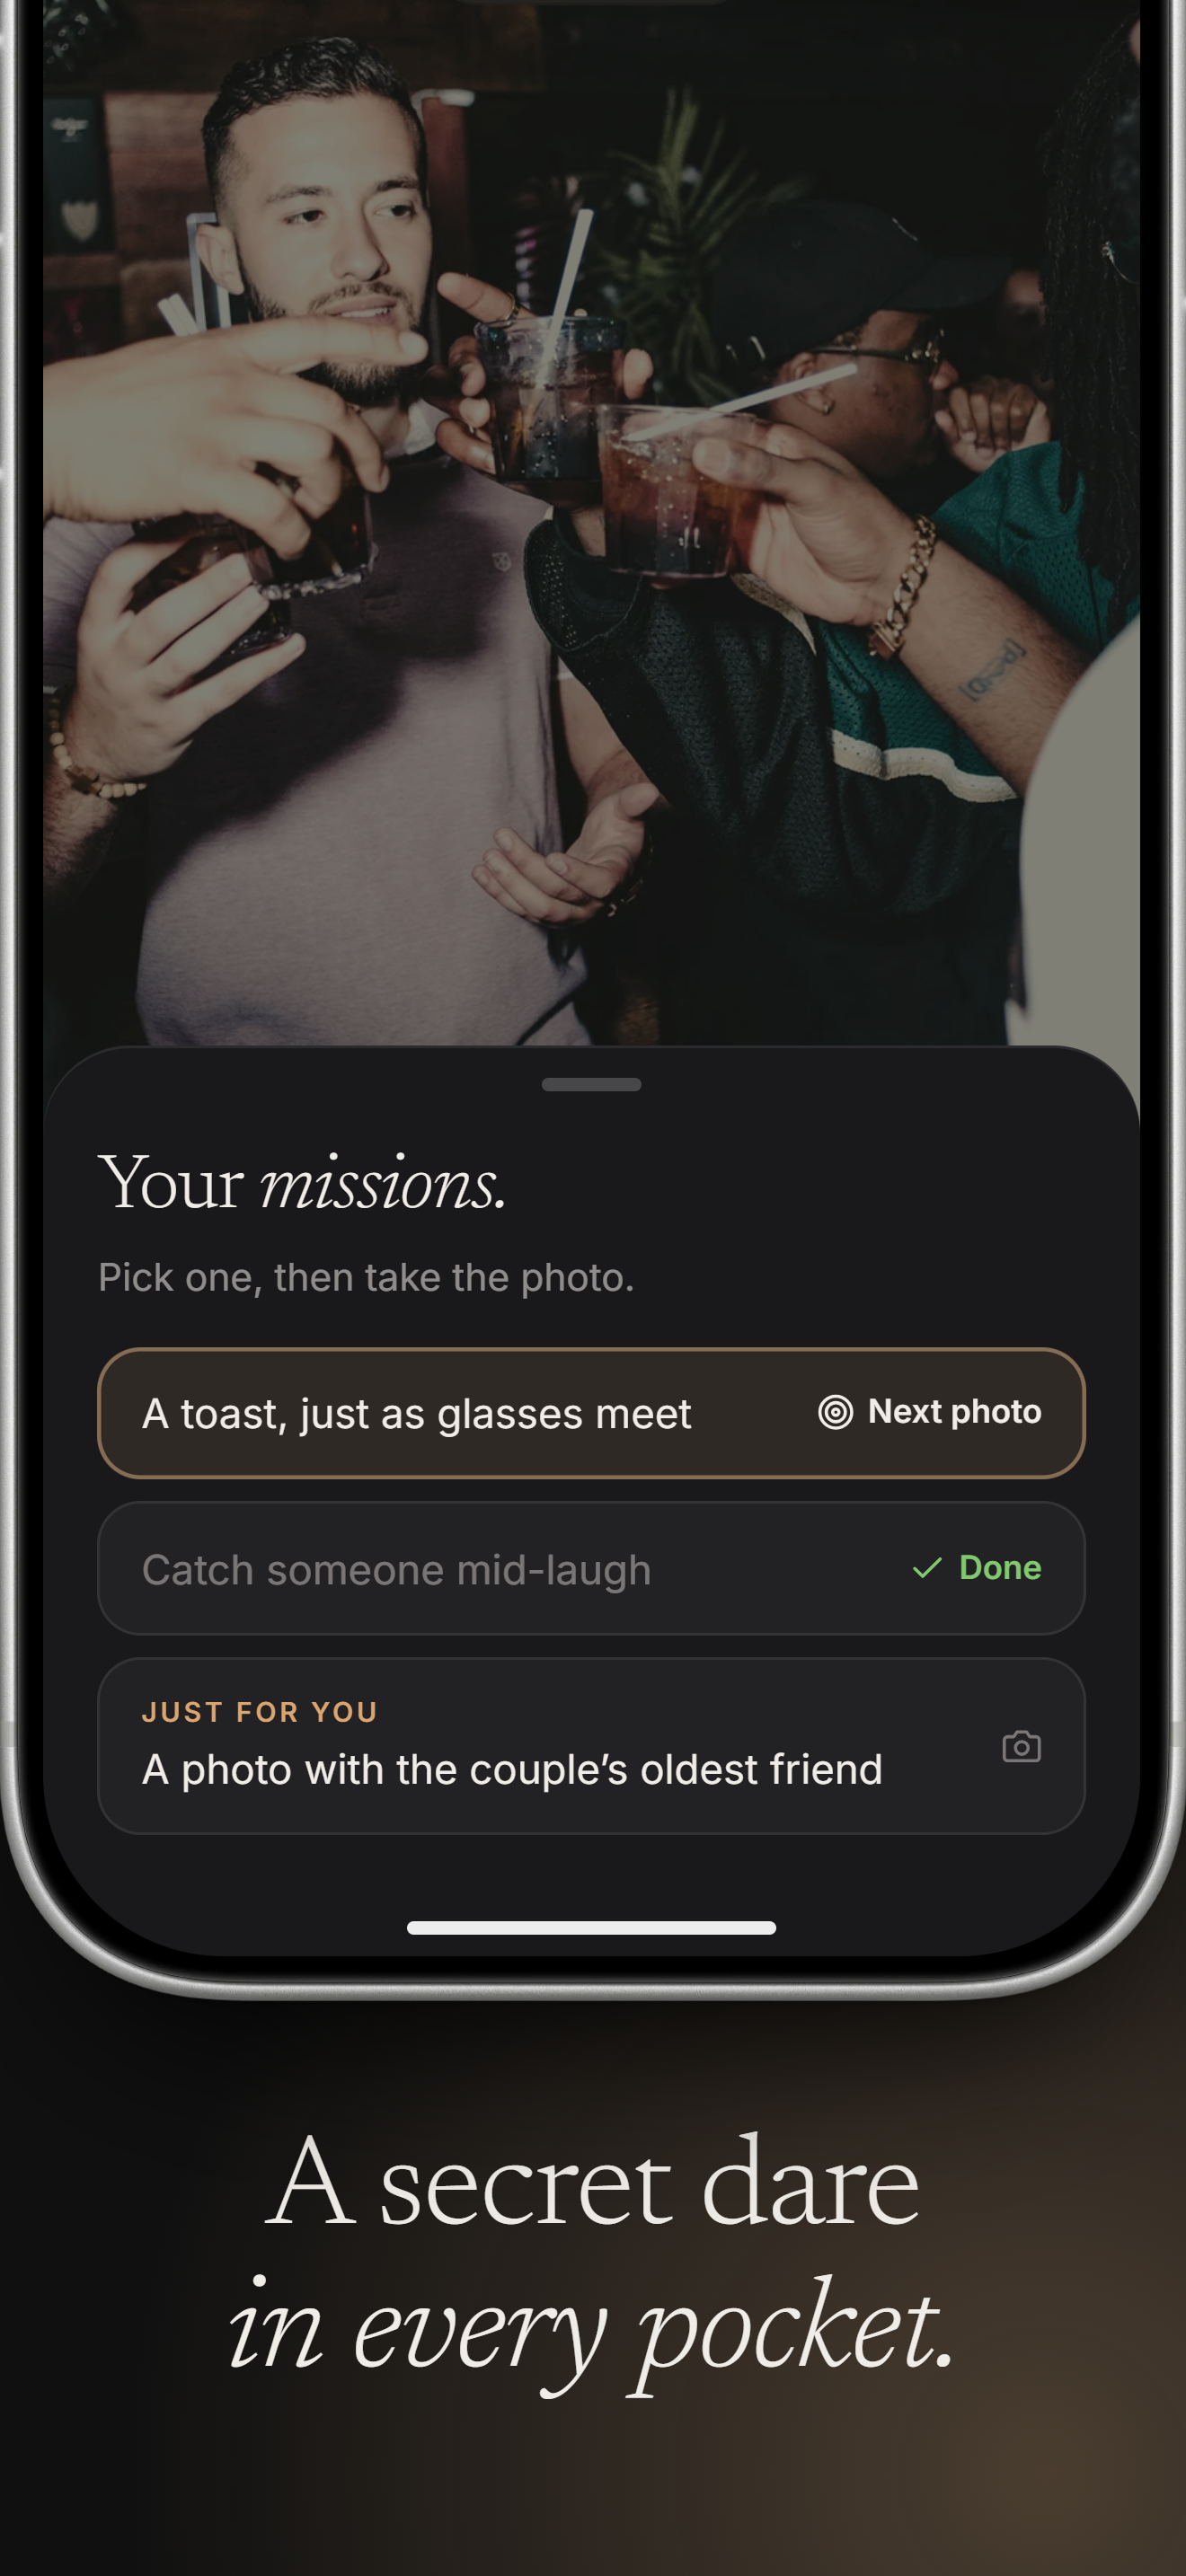 Your missions.
Pick one, then take the photo.
A toast, just as glasses meet
Next photo
Catch someone mid-laugh
Done
JUST FOR YOU
A photo with the couple’s oldest friend
A secret dare
in every pocket.